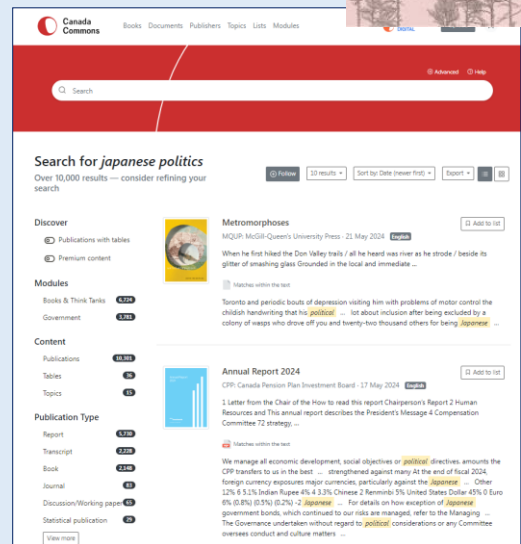 Canada
Commons
Books Documents Publishers Topics Lists Modules
DIGITAL
Advanced Help
Search
Search for japanese politics
Over 10,000 results — consider refining your
search
Follow
10 results
Sort by: Date (newer first)
Export
Discover
Publications with tables
Premium content
Modules
Books & Think Tanks 6,724
Government 3,781
Content
Publications 10,391
Tables 36
Topics 15
Publication Type
Report 5,730
Transcript 2,228
Book 2,148
Journal 83
Discussion/Working paper 65
Statistical publication 29
View more
Metromorphoses
Add to list
MQUP: McGill-Queen's University Press · 21 May 2024 English
When he first hiked the Don Valley trails / all he heard was river as he strode / beside its
glitter of smashing glass Grounded in the local and immediate ...
Matches within the text
Toronto and periodic bouts of depression visiting him with problems of motor control the
childish handwriting that his political ... lot about inclusion after being excluded by a
colony of wasps who drove off you and twenty-two thousand others for being Japanese ...
Annual Report 2024
Add to list
CPP: Canada Pension Plan Investment Board · 17 May 2024 English
1 Letter from the Chair of the How to read this report Chairperson's Report 2 Human
Resources and This annual report describes the President's Message 4 Compensation
Committee 72 strategy, ...
Matches within the text
We manage all economic development, social objectives or political directives. amounts the
CPP transfers to us in the best ... strengthened against many At the end of fiscal 2024,
foreign currency exposures major currencies, particularly against the Japanese ... Other
12% 6 5.1% Indian Rupee 4% 4 3.3% Chinese 2 Renminbi 5% United States Dollar 45% 0 Euro
6% (0.8%) (0.5%) (0.2%) -2 Japanese ... For details on how exception of Japanese
government bonds, which continued to our risks are managed, refer to the Managing ...
The Governance undertaken without regard to political considerations or any Committee
oversees conduct and culture matters ...